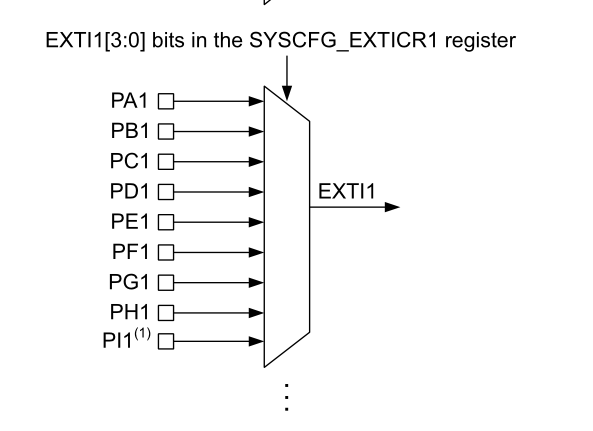 EXTI1[3:0] bits in the SYSCFG_EXTICR1 register
PA1
PB1
PC1
PD1
EXTI1
PE1
PF1
PG1
PH1
PI1(1)